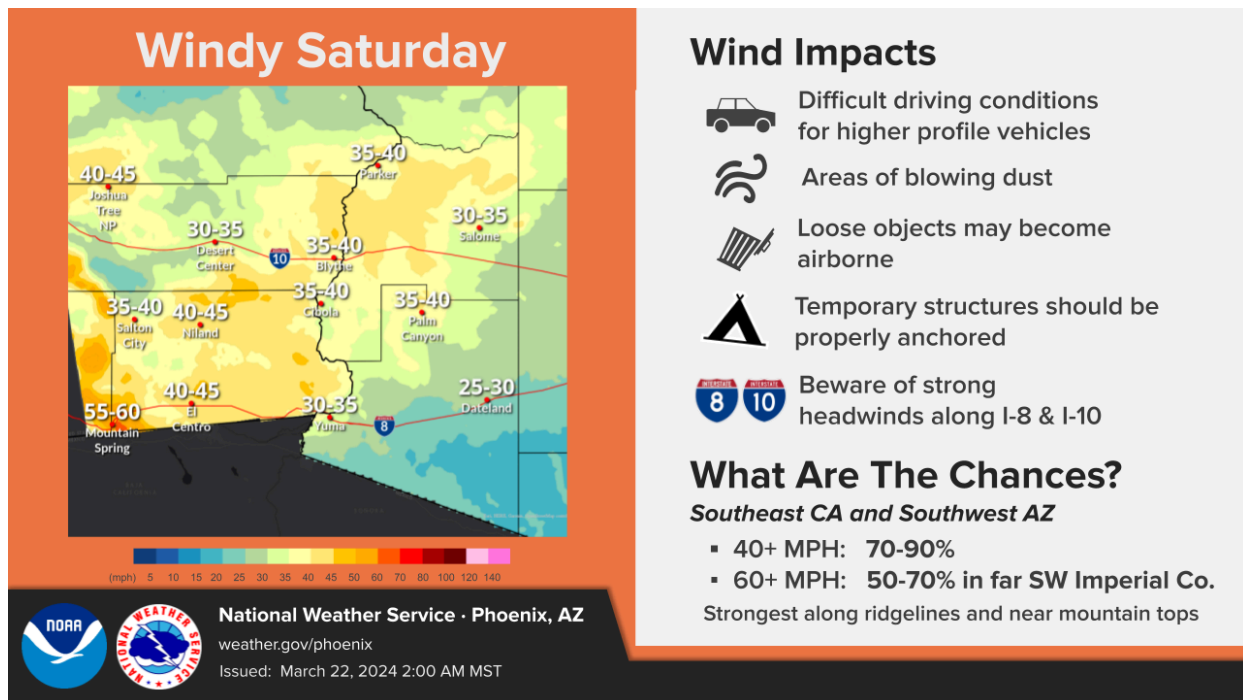 Windy Saturday
40-45
Joshua
Tree
NP
35-40
Parker
30-35
Desert
Center
10
35-40
Blythe
30-35
Salome
35-40
Salton
City
40-45
Niland
35-40
Cibola
35-40
Palm
Canyon
55-60
Mountain
Spring
40-45
El
Centro
30-35
Yuma
8
25-30
Dateland
(mph) 5 10 15 20 25 30 35 40 45 50 60 70 80 100 120 140
Wind Impacts
Difficult driving conditions
for higher profile vehicles
Areas of blowing dust
Loose objects may become
airborne
Temporary structures should be
properly anchored
INTERSTATE
8
INTERSTATE
10
Beware of strong
headwinds along I-8 & I-10
What Are The Chances?
Southeast CA and Southwest AZ
▪ 40+ MPH: 70-90%
▪ 60+ MPH: 50-70% in far SW Imperial Co.
Strongest along ridgelines and near mountain tops
NOAA
NATIONAL WEATHER SERVICE
National Weather Service · Phoenix, AZ
weather.gov/phoenix
Issued: March 22, 2024 2:00 AM MST